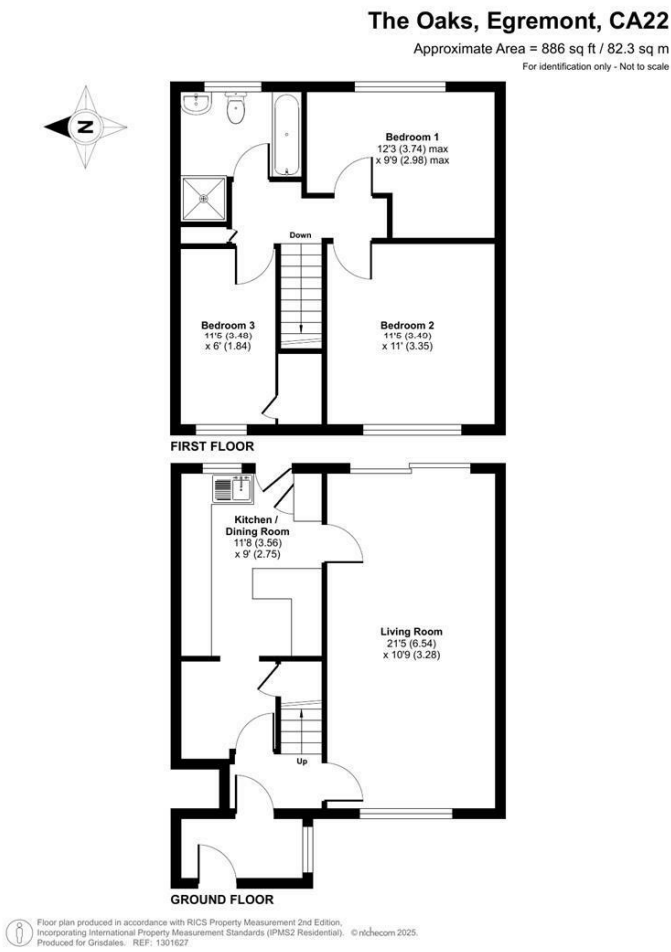 The Oaks, Egremont, CA22
Approximate Area = 886 sq ft / 82.3 sq m
For identification only - Not to scale
N
Bedroom 1
12'3 (3.74) max
x 9'9 (2.98) max
Down
Bedroom 3
11'5 (3.48)
x 6' (1.84)
Bedroom 2
11'5 (3.49)
x 11' (3.35)
FIRST FLOOR
Kitchen /
Dining Room
11'8 (3.56)
x 9' (2.75)
Living Room
21'5 (6.54)
x 10'9 (3.28)
Up
GROUND FLOOR
Floor plan produced in accordance with RICS Property Measurement 2nd Edition,
Incorporating International Property Measurement Standards (IPMS2 Residential). ©nichecom 2025.
Produced for Grisdales. REF: 1301627